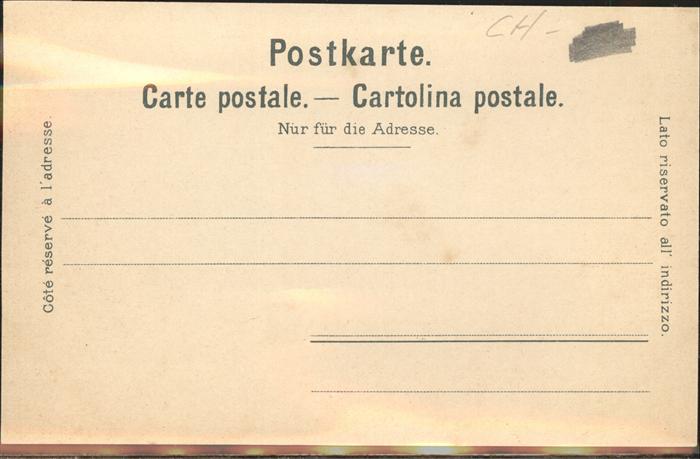 CH-
Postkarte.
Carte postale. — Cartolina postale.
Nur für die Adresse.
Côté réservé à l'adresse.
Lato riservato all' indirizzo.